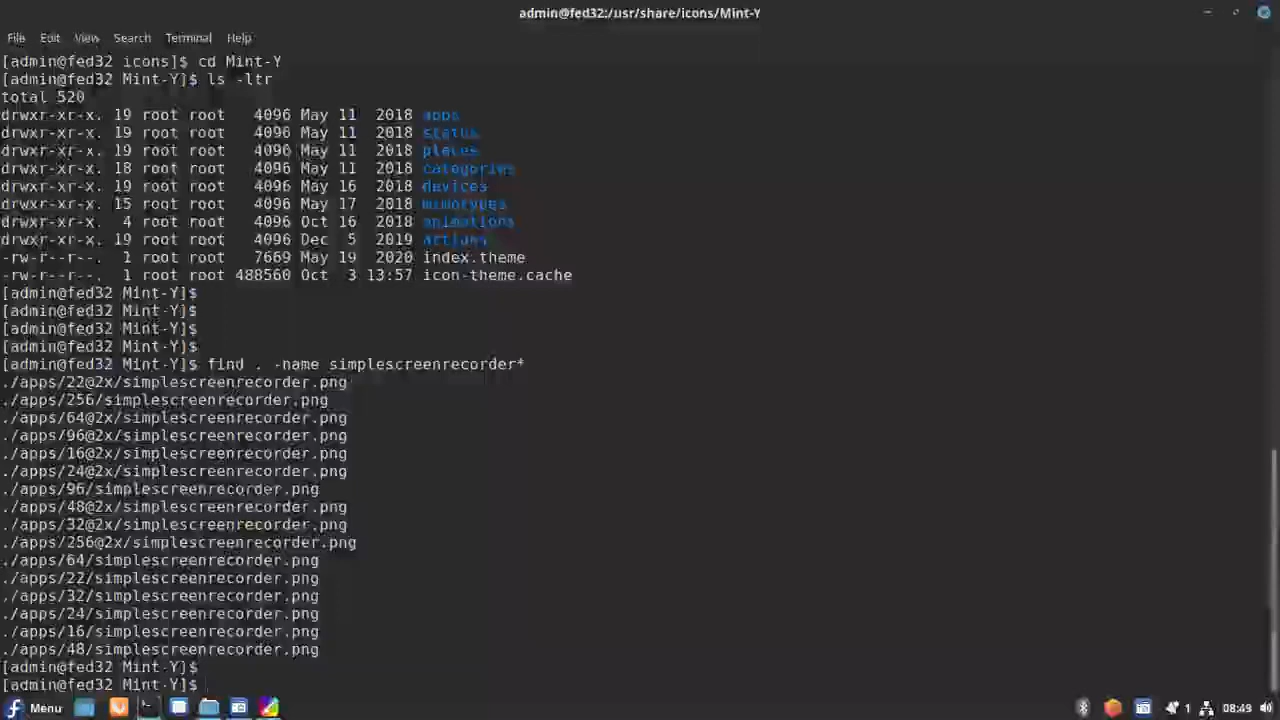 admin@fed32:/usr/share/icons/Mint-Y
File Edit View Search Terminal Help
[admin@fed32 icons]$ cd Mint-Y
[admin@fed32 Mint-Y]$ ls -ltr
total 520
drwxr-xr-x. 19 root root   4096 May 11  2018 apps
drwxr-xr-x. 19 root root   4096 May 11  2018 status
drwxr-xr-x. 19 root root   4096 May 11  2018 places
drwxr-xr-x. 18 root root   4096 May 11  2018 categories
drwxr-xr-x. 19 root root   4096 May 16  2018 devices
drwxr-xr-x. 15 root root   4096 May 17  2018 mimetypes
drwxr-xr-x.  4 root root   4096 Oct 16  2018 animations
drwxr-xr-x. 19 root root   4096 Dec  5  2019 actions
-rw-r--r--.  1 root root   7669 May 19  2020 index.theme
-rw-r--r--.  1 root root 488560 Oct  3 13:57 icon-theme.cache
[admin@fed32 Mint-Y]$
[admin@fed32 Mint-Y]$
[admin@fed32 Mint-Y]$
[admin@fed32 Mint-Y]$
[admin@fed32 Mint-Y]$ find . -name simplescreenrecorder*
./apps/22@2x/simplescreenrecorder.png
./apps/256/simplescreenrecorder.png
./apps/64@2x/simplescreenrecorder.png
./apps/96@2x/simplescreenrecorder.png
./apps/16@2x/simplescreenrecorder.png
./apps/24@2x/simplescreenrecorder.png
./apps/96/simplescreenrecorder.png
./apps/48@2x/simplescreenrecorder.png
./apps/32@2x/simplescreenrecorder.png
./apps/256@2x/simplescreenrecorder.png
./apps/64/simplescreenrecorder.png
./apps/22/simplescreenrecorder.png
./apps/32/simplescreenrecorder.png
./apps/24/simplescreenrecorder.png
./apps/16/simplescreenrecorder.png
./apps/48/simplescreenrecorder.png
[admin@fed32 Mint-Y]$
[admin@fed32 Mint-Y]$
Menu 1 08:49